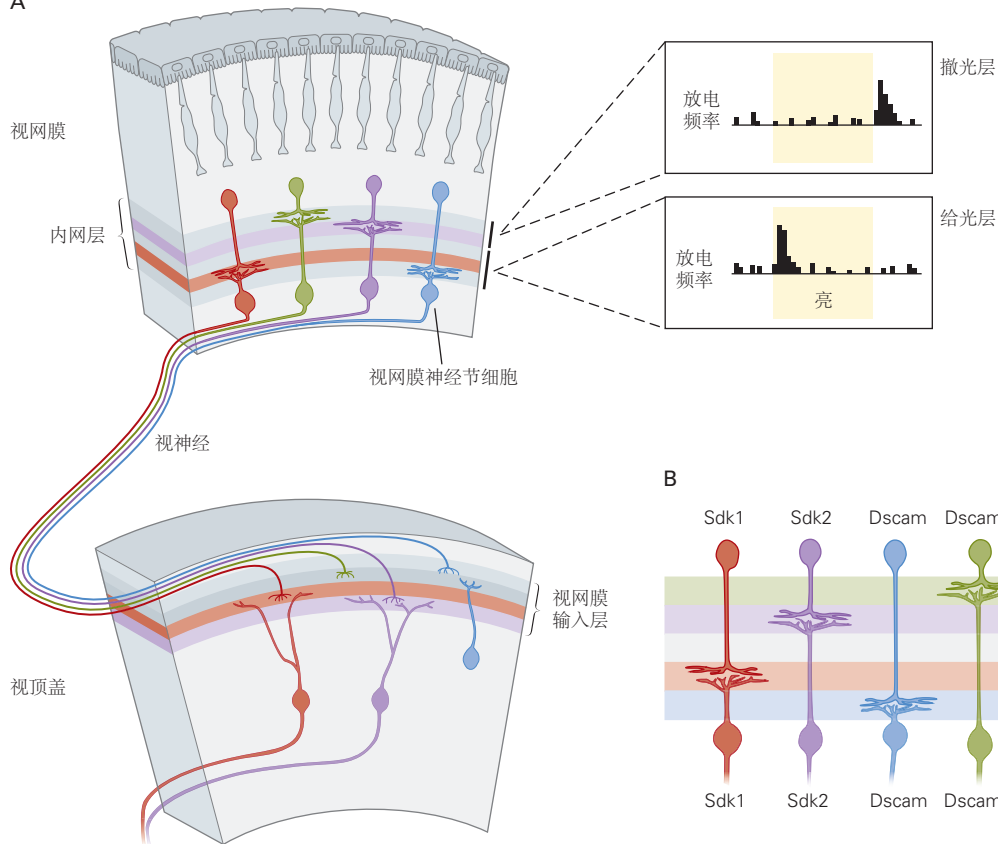 A
视网膜
内网层
放电
频率
撤光层
放电
频率
给光层
亮
视网膜神经节细胞
视神经
视网膜
输入层
视顶盖
B
Sdk1 Sdk2 Dscam Dscam
Sdk1 Sdk2 Dscam Dscam